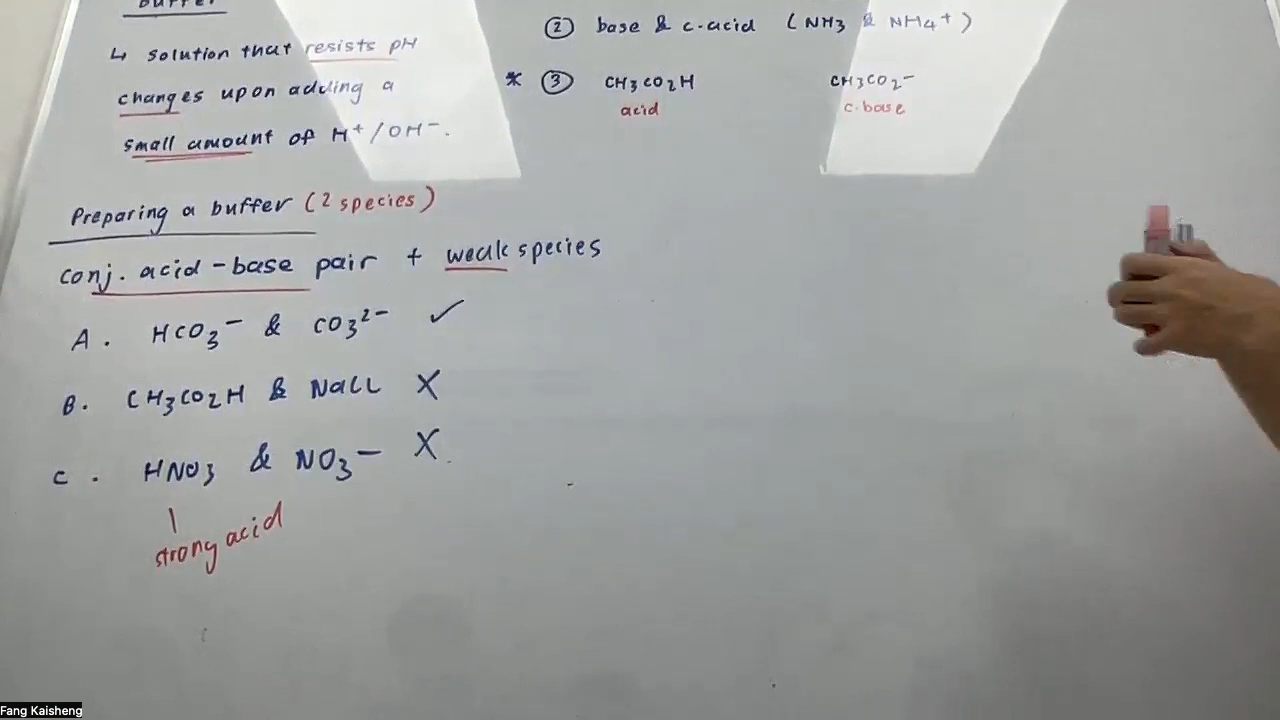 Buffer
↳ solution that resists pH
changes upon adding a
small amount of H⁺/OH⁻.
Preparing a buffer (2 species)
conj. acid-base pair + weak species
A. HCO₃⁻ & CO₃²⁻ ✓
B. CH₃CO₂H & NaCl X
C. HNO₃ & NO₃⁻ X
strong acid
② base & c.acid (NH₃ & NH₄⁺)
* ③ CH₃CO₂H CH₃CO₂⁻
acid c.base
Fang Kaisheng